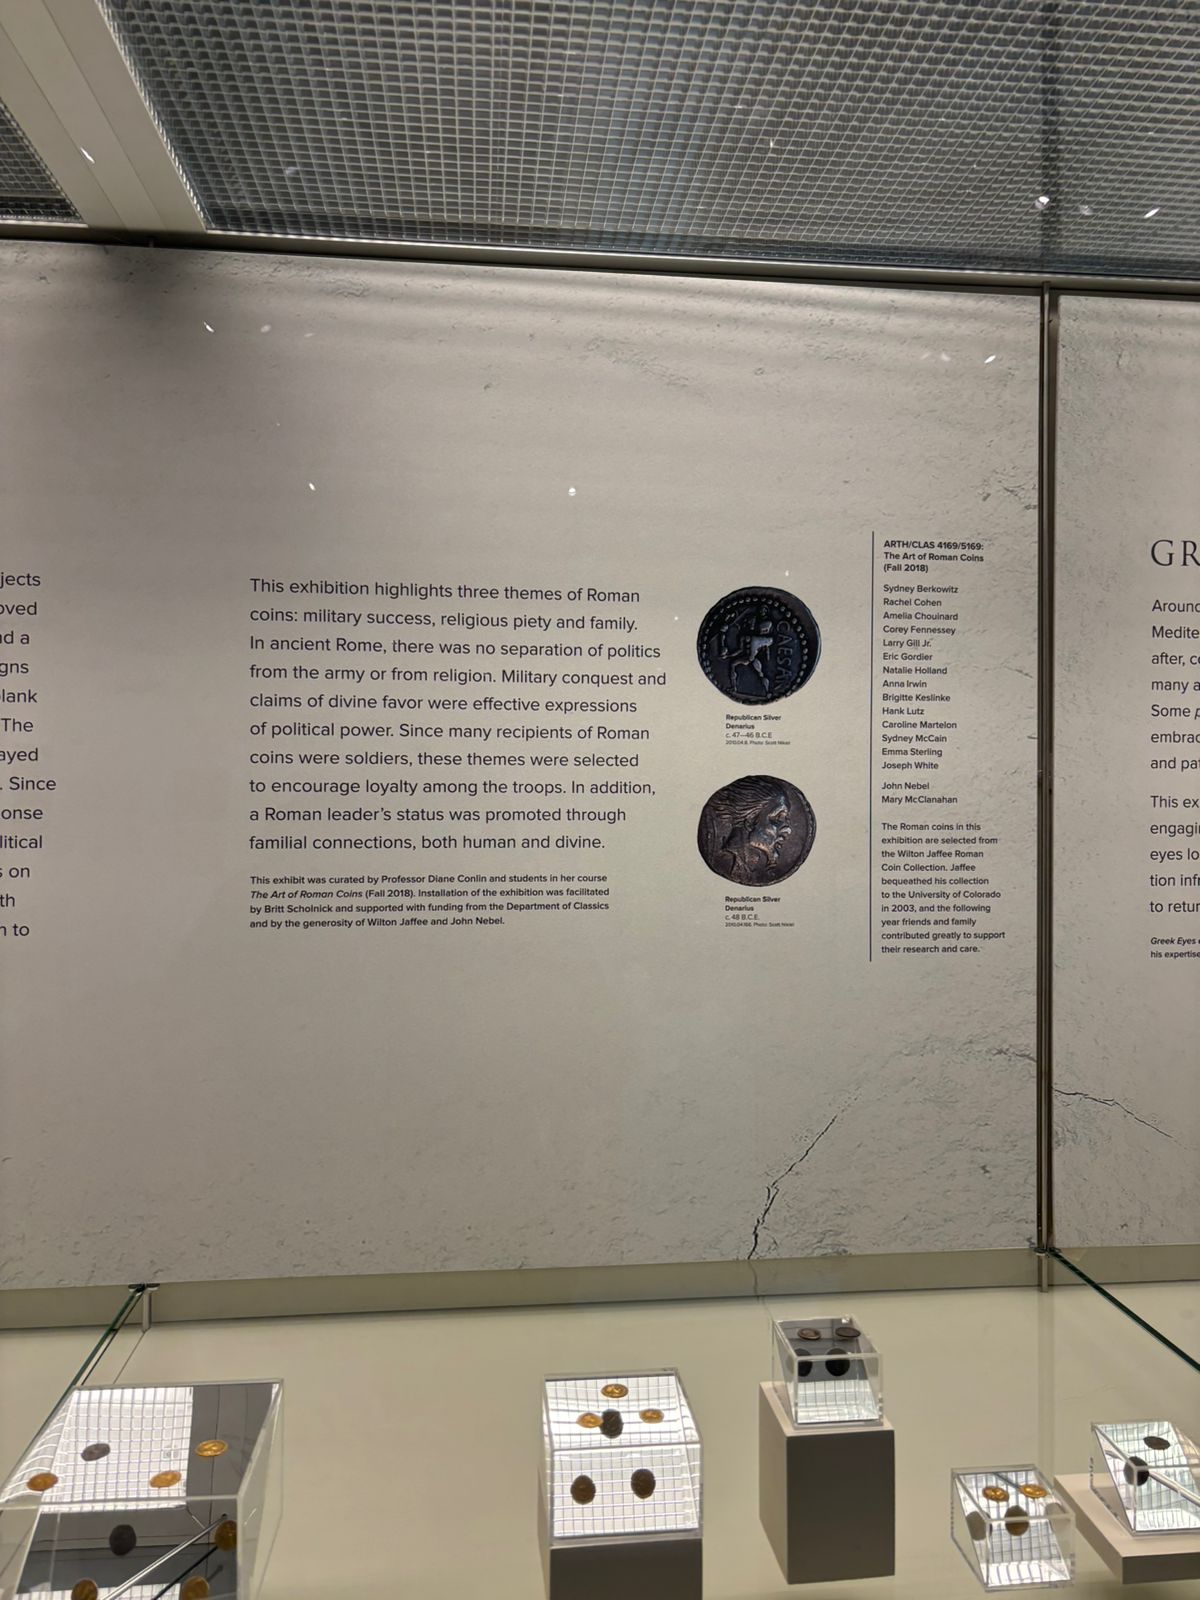 jects
oved
nd a
gns
lank
The
ayed
. Since
onse
litical
s on
th
n to
This exhibition highlights three themes of Roman
coins: military success, religious piety and family.
In ancient Rome, there was no separation of politics
from the army or from religion. Military conquest and
claims of divine favor were effective expressions
of political power. Since many recipients of Roman
coins were soldiers, these themes were selected
to encourage loyalty among the troops. In addition,
a Roman leader's status was promoted through
familial connections, both human and divine.
This exhibit was curated by Professor Diane Conlin and students in her course
The Art of Roman Coins (Fall 2018). Installation of the exhibition was facilitated
by Britt Scholnick and supported with funding from the Department of Classics
and by the generosity of Wilton Jaffee and John Nebel.
CAESAR
Republican Silver
Denarius
c. 47–46 B.C.E
Photo: Scott Nikiel
Republican Silver
Denarius
c. 48 B.C.E.
Photo: Scott Nikiel
ARTH/CLAS 4169/5169:
The Art of Roman Coins
(Fall 2018)
Sydney Berkowitz
Rachel Cohen
Amelia Chouinard
Corey Fennessey
Larry Gill Jr.
Eric Gordier
Natalie Holland
Anna Irwin
Brigitte Keslinke
Hank Lutz
Caroline Martelon
Sydney McCain
Emma Sterling
Joseph White
John Nebel
Mary McClanahan
The Roman coins in this
exhibition are selected from
the Wilton Jaffee Roman
Coin Collection. Jaffee
bequeathed his collection
to the University of Colorado
in 2003, and the following
year friends and family
contributed greatly to support
their research and care.
GR
Around
Medite
after, c
many a
Some p
embrac
and pat
This ex
engagi
eyes lo
tion infr
to retur
Greek Eyes
his expertise